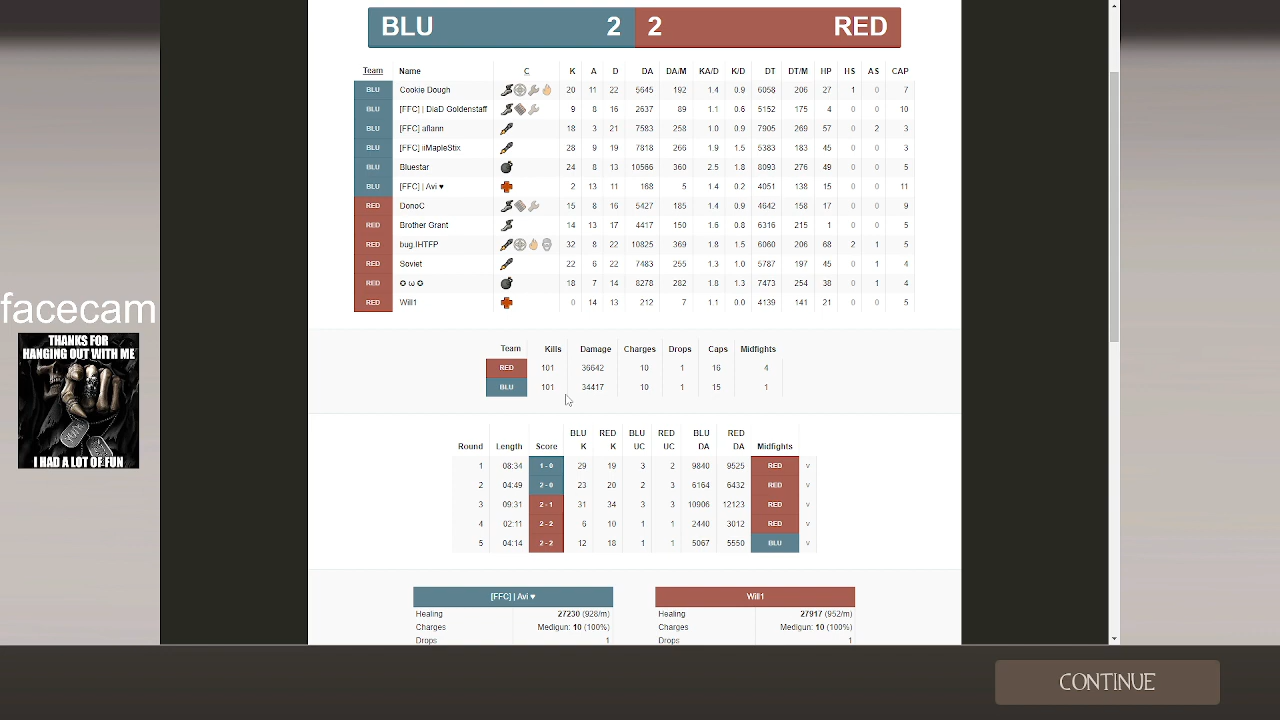 BLU 2 2 RED
Team Name C K A D DA DA/M KA/D K/D DT DT/M HP HS AS CAP
BLU Cookie Dough 20 11 22 5645 192 1.4 0.9 6058 206 27 1 0 7
BLU [FFC] | DiaD Goldenstaff 9 8 16 2637 89 1.1 0.6 5152 175 4 0 0 10
BLU [FFC] aflann 18 3 21 7583 258 1.0 0.9 7905 269 57 0 2 3
BLU [FFC] iiMapleStix 28 9 19 7818 266 1.9 1.5 5383 183 45 0 0 3
BLU Bluestar 24 8 13 10566 360 2.5 1.8 8093 276 49 0 0 5
BLU [FFC] | Avi ♥ 2 13 11 168 5 1.4 0.2 4051 138 15 0 0 11
RED DonoC 15 8 16 5427 185 1.4 0.9 4642 158 17 0 0 9
RED Brother Grant 14 13 17 4417 150 1.6 0.8 6316 215 1 0 0 5
RED bug.IHTFP 32 8 22 10825 369 1.8 1.5 6060 206 68 2 1 5
RED Soviet 22 6 22 7483 255 1.3 1.0 5787 197 45 0 1 4
RED ✪ ω ✪ 18 7 14 8278 282 1.8 1.3 7473 254 38 0 1 4
RED Will1 0 14 13 212 7 1.1 0.0 4139 141 21 0 0 5
facecam
THANKS FOR
HANGING OUT WITH ME
I HAD A LOT OF FUN
Team Kills Damage Charges Drops Caps Midfights
RED 101 36642 10 1 16 4
BLU 101 34417 10 1 15 1
BLU RED BLU RED BLU RED
Round Length Score K K UC UC DA DA Midfights
1 08:34 1 - 0 29 19 3 2 9840 9525 RED v
2 04:49 2 - 0 23 20 2 3 6164 6432 RED v
3 09:31 2 - 1 31 34 3 3 10906 12123 RED v
4 02:11 2 - 2 6 10 1 1 2440 3012 RED v
5 04:14 2 - 2 12 18 1 1 5067 5550 BLU v
[FFC] | Avi ♥ Will1
Healing 27230 (928/m) Healing 27917 (952/m)
Charges Medigun: 10 (100%) Charges Medigun: 10 (100%)
Drops 1 Drops 1
CONTINUE